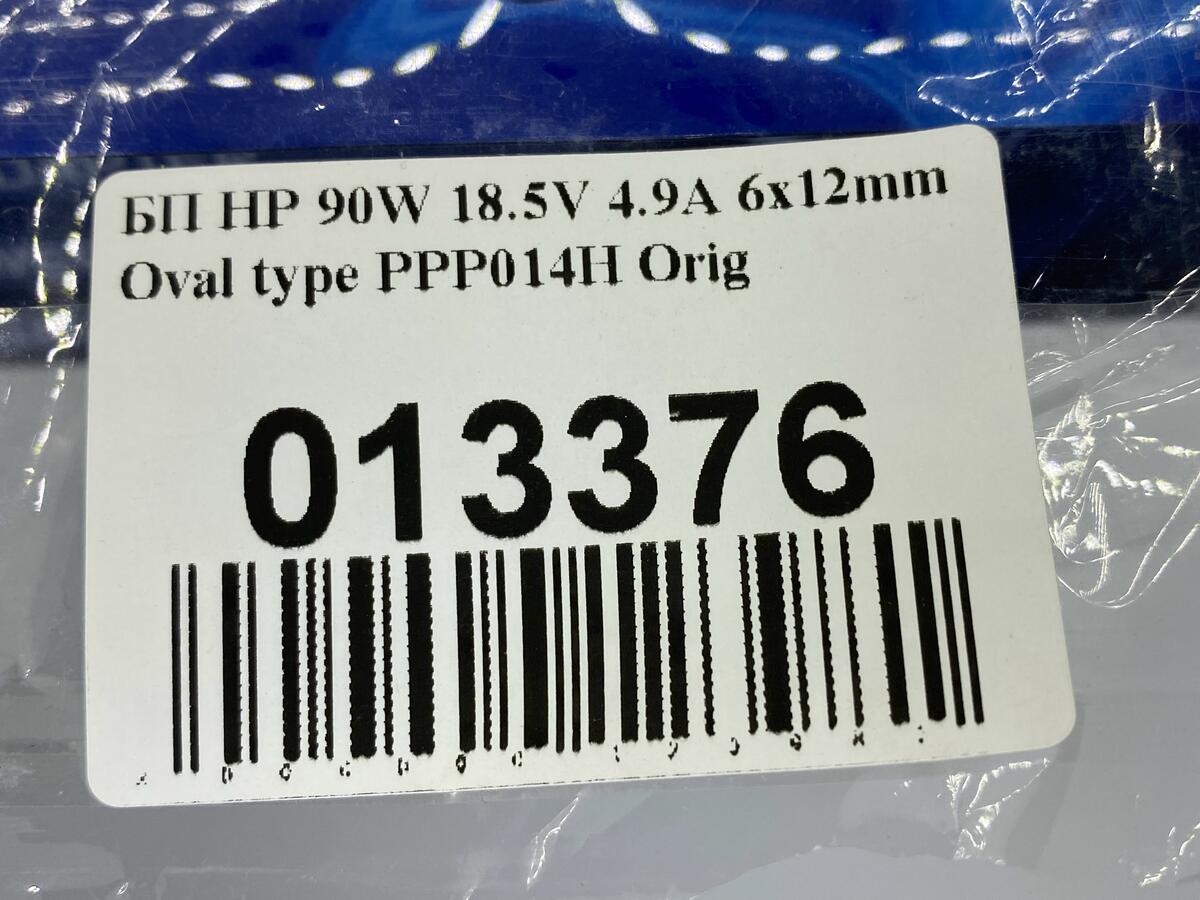 БП HP 90W 18.5V 4.9A 6x12mm
Oval type PPP014H Orig
013376